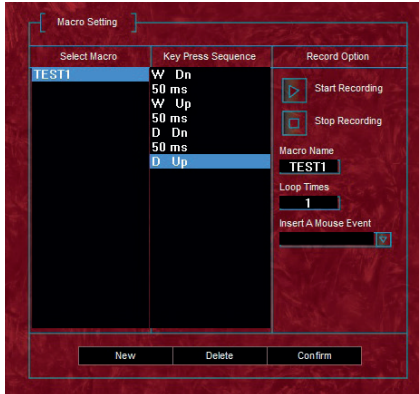 Macro Setting
Select Macro
Key Press Sequence
Record Option
TEST1
W Dn
50 ms
W Up
50 ms
D Dn
50 ms
D Up
Start Recording
Stop Recording
Macro Name
TEST1
Loop Times
1
Insert A Mouse Event
New
Delete
Confirm